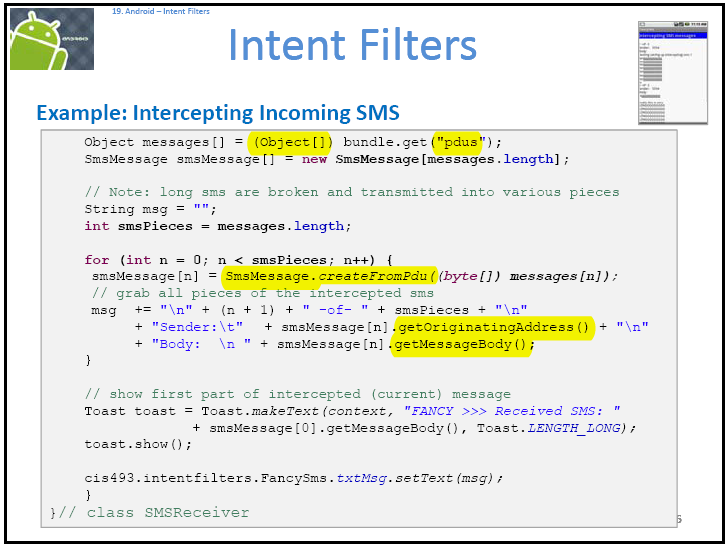 19. Android – Intent Filters
Intent Filters
Example: Intercepting Incoming SMS
Object messages[] = (Object[]) bundle.get("pdus");
SmsMessage smsMessage[] = new SmsMessage[messages.length];
// Note: long sms are broken and transmitted into various pieces
String msg = "";
int smsPieces = messages.length;
for (int n = 0; n < smsPieces; n++) {
smsMessage[n] = SmsMessage.createFromPdu((byte[]) messages[n]);
// grab all pieces of the intercepted sms
msg += "\n" + (n + 1) + " -of- " + smsPieces + "\n"
+ "Sender:\t" + smsMessage[n].getOriginatingAddress() + "\n"
+ "Body: \n " + smsMessage[n].getMessageBody();
}
// show first part of intercepted (current) message
Toast toast = Toast.makeText(context, "FANCY >>> Received SMS: "
+ smsMessage[0].getMessageBody(), Toast.LENGTH_LONG);
toast.show();
cis493.intentfilters.FancySms.txtMsg.setText(msg);
}
}// class SMSReceiver